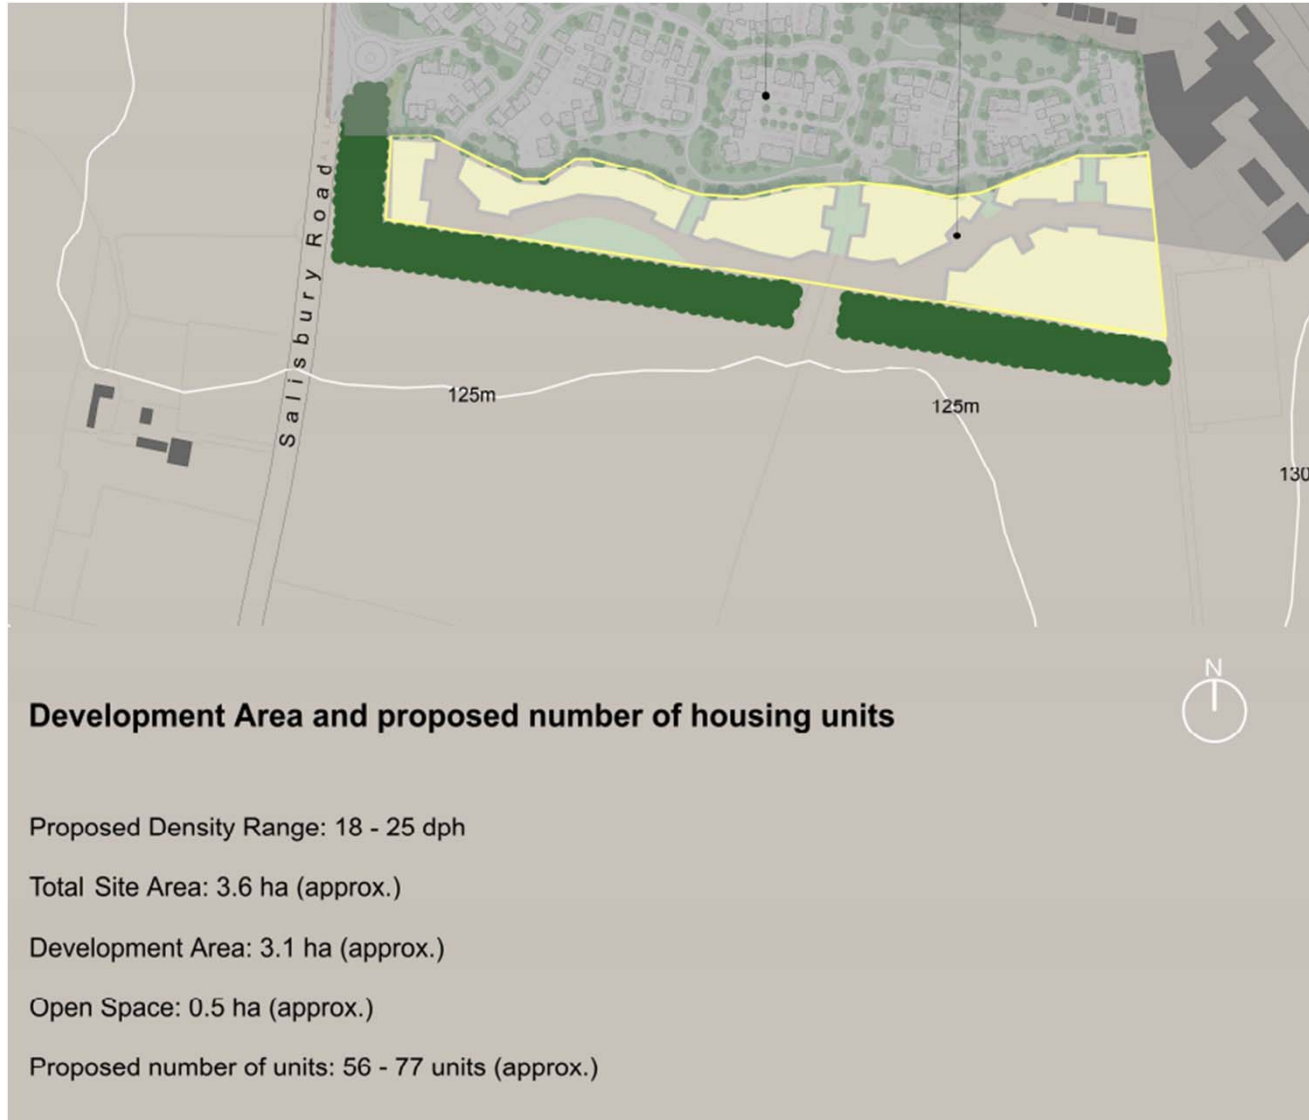 Salisbury Road
125m
125m
130
N
Development Area and proposed number of housing units
Proposed Density Range: 18 - 25 dph
Total Site Area: 3.6 ha (approx.)
Development Area: 3.1 ha (approx.)
Open Space: 0.5 ha (approx.)
Proposed number of units: 56 - 77 units (approx.)